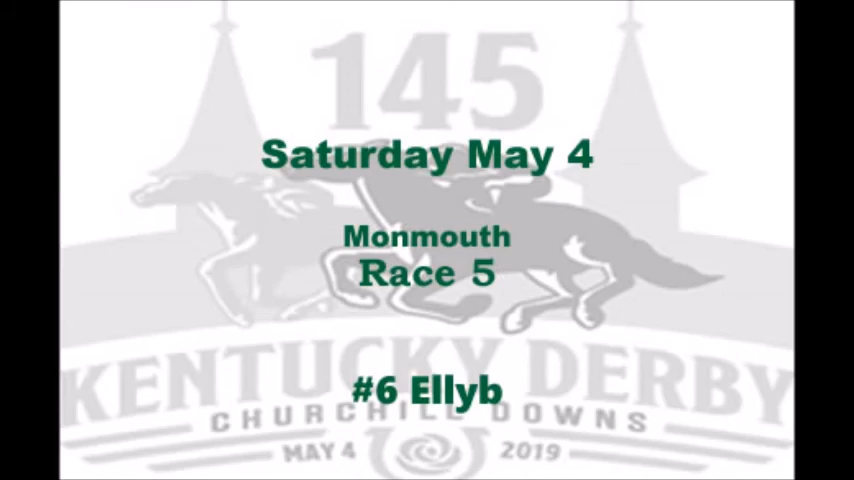 145
Saturday May 4
Monmouth
Race 5
KENTUCKY DERBY
#6 Ellyb
CHURCHILL DOWNS
MAY 4 2019